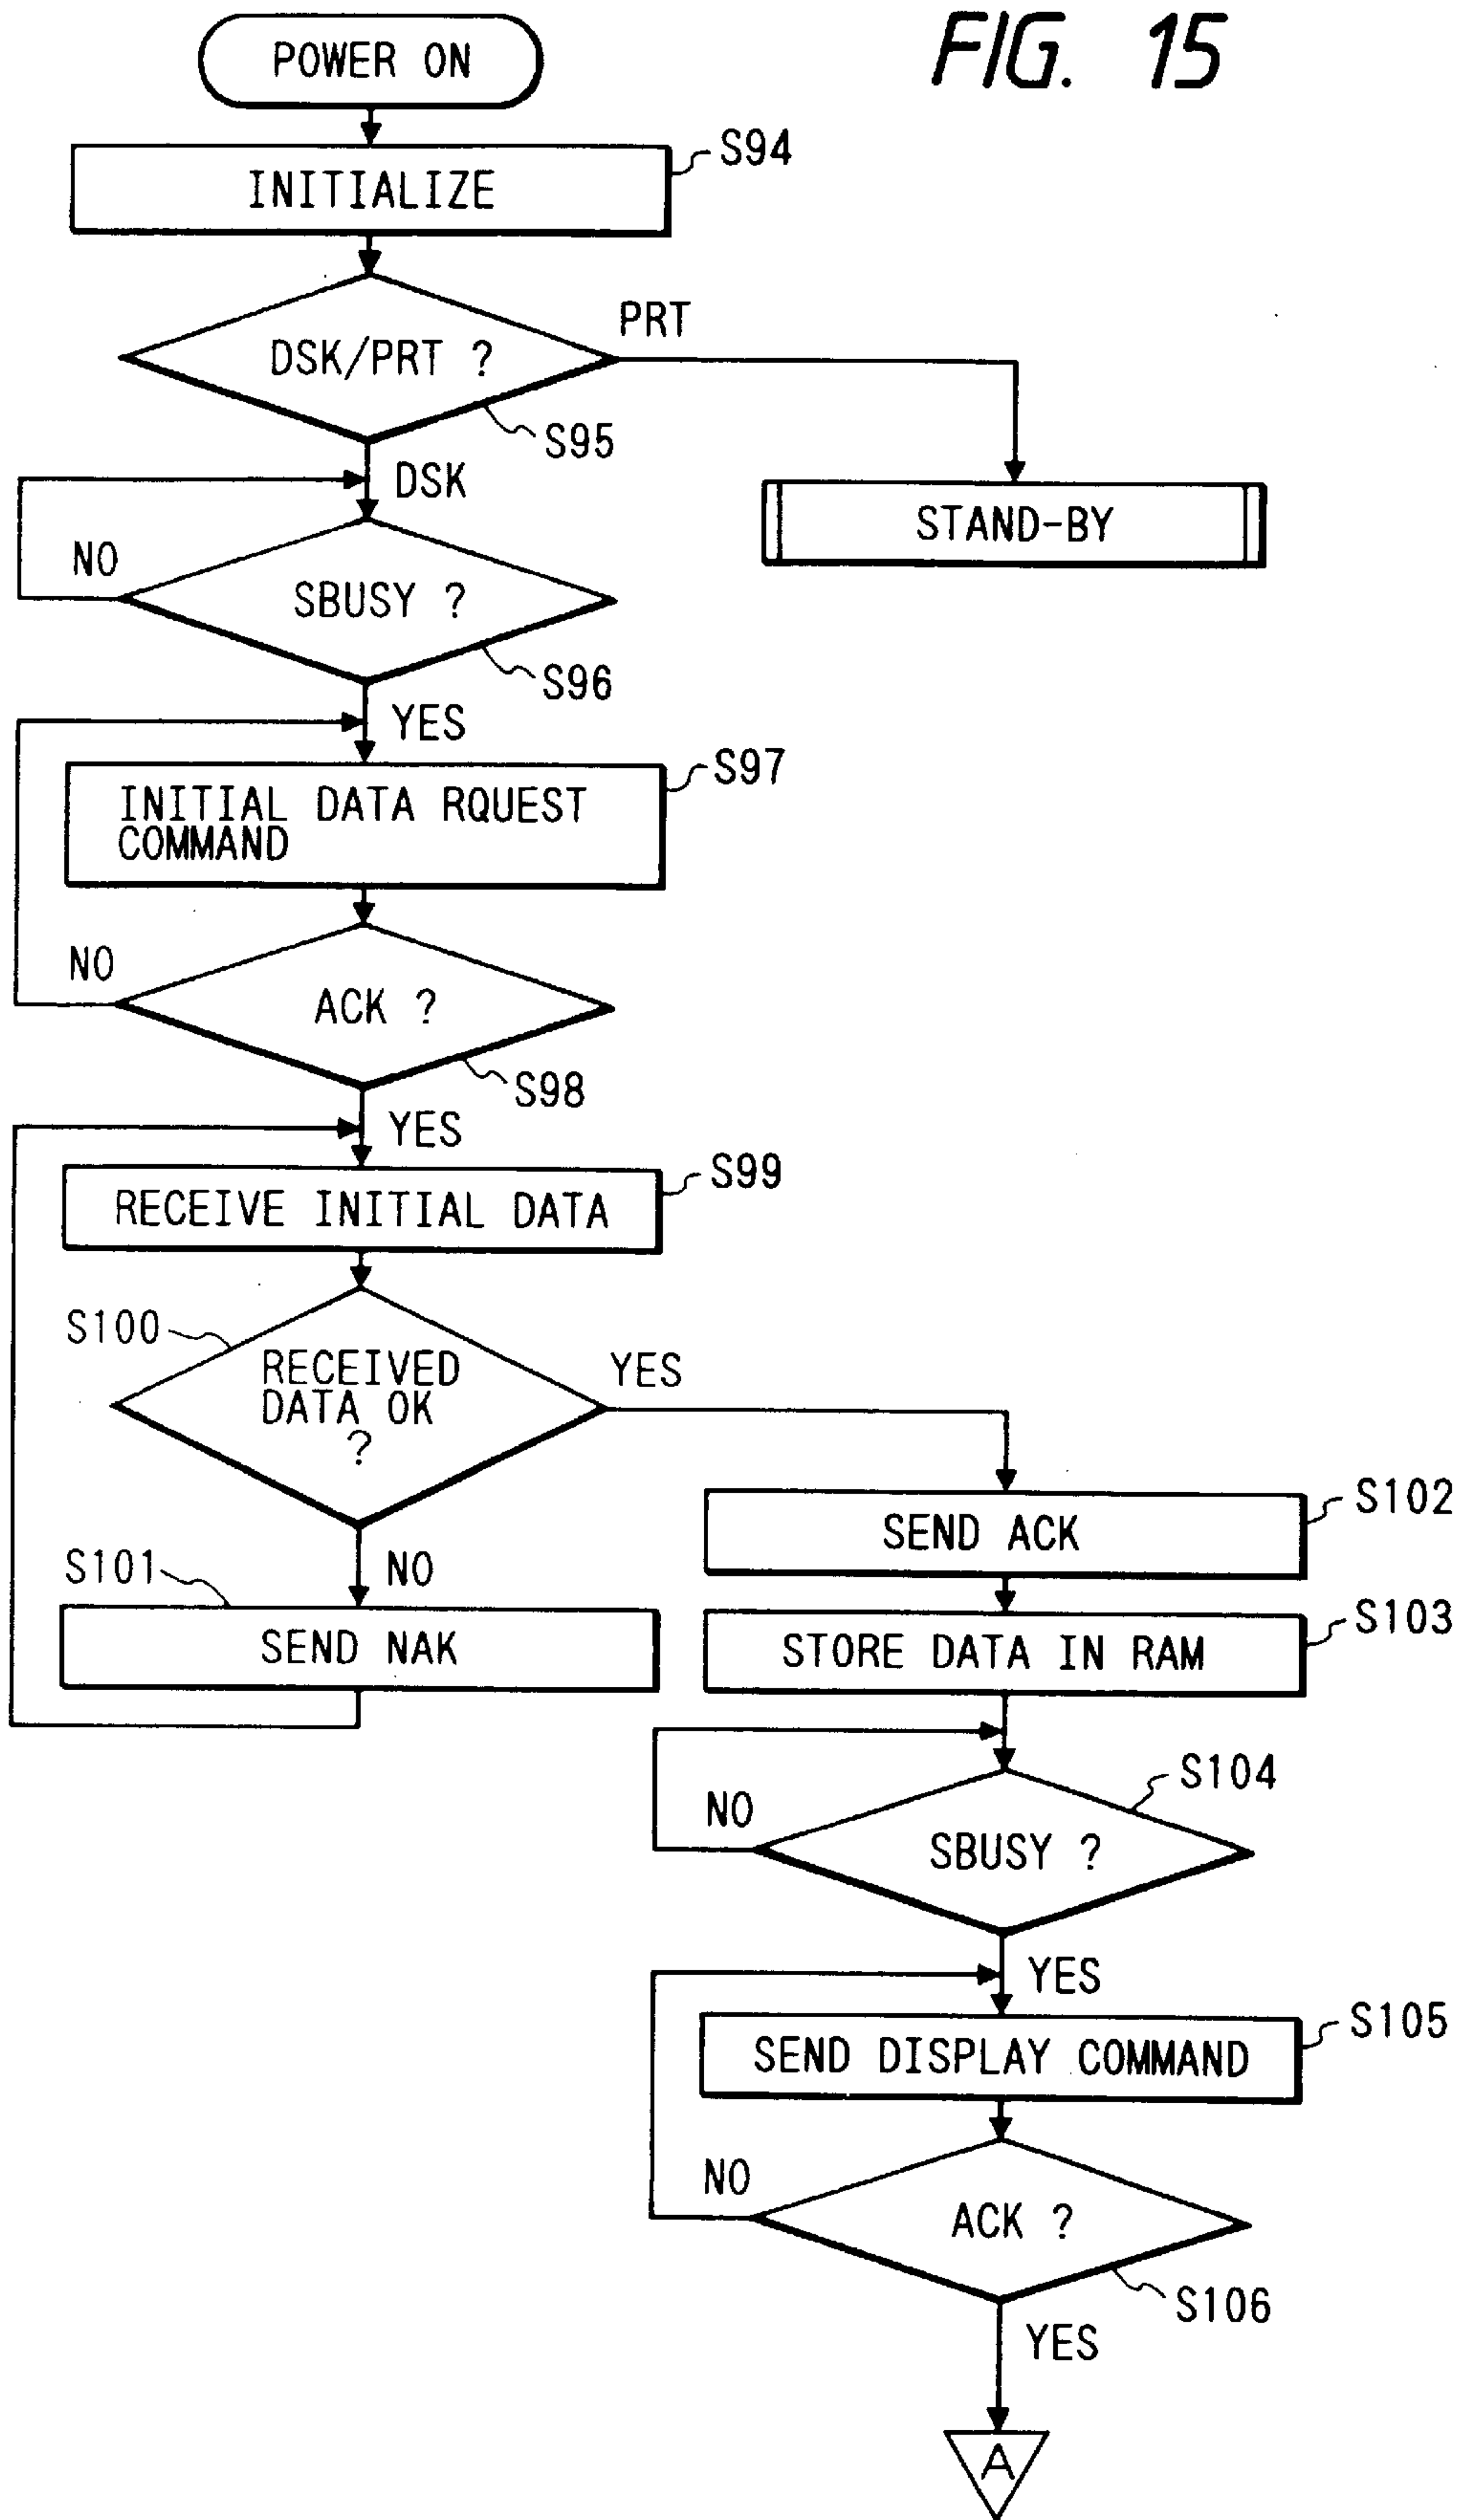 FIG. 15
POWER ON
S94
INITIALIZE
PRT
DSK/PRT ?
S95
DSK
STAND-BY
NO
SBUSY ?
S96
YES
S97
INITIAL DATA RQUEST
COMMAND
NO
ACK ?
S98
YES
S99
RECEIVE INITIAL DATA
S100
RECEIVED
DATA OK
?
YES
S101
NO
SEND NAK
S102
SEND ACK
S103
STORE DATA IN RAM
S104
NO
SBUSY ?
YES
S105
SEND DISPLAY COMMAND
NO
ACK ?
S106
YES
A